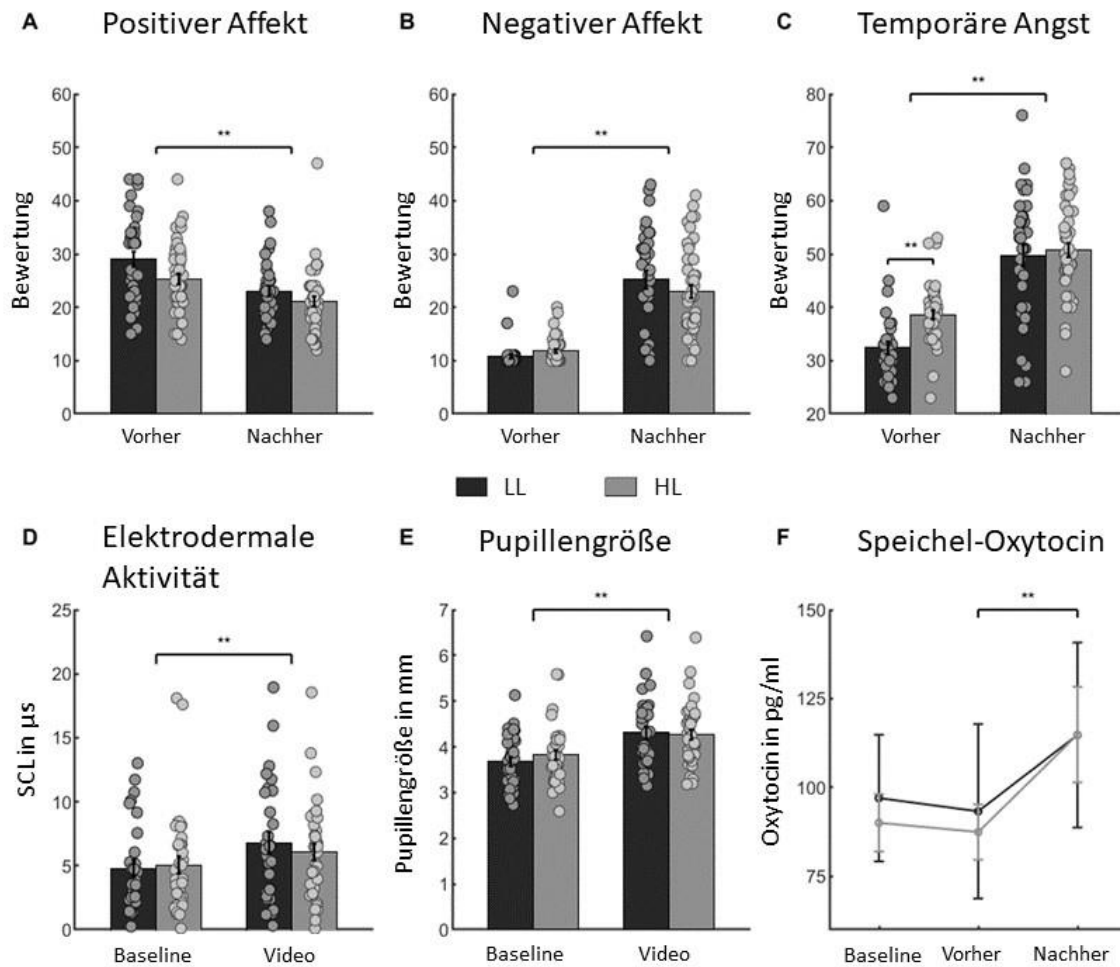 A Positiver Affekt
B Negativer Affekt
C Temporäre Angst
Bewertung
60
50
40
30
20
10
0
**
Vorher
Nachher
Bewertung
60
50
40
30
20
10
0
**
Vorher
Nachher
Bewertung
80
70
60
50
40
30
20
**
**
Vorher
Nachher
LL
HL
D Elektrodermale
Aktivität
E Pupillengröße
F Speichel-Oxytocin
SCL in µs
25
20
15
10
5
0
**
Baseline
Video
Pupillengröße in mm
7
6
5
4
3
2
1
0
**
Baseline
Video
Oxytocin in pg/ml
150
125
100
75
**
Baseline
Vorher
Nachher